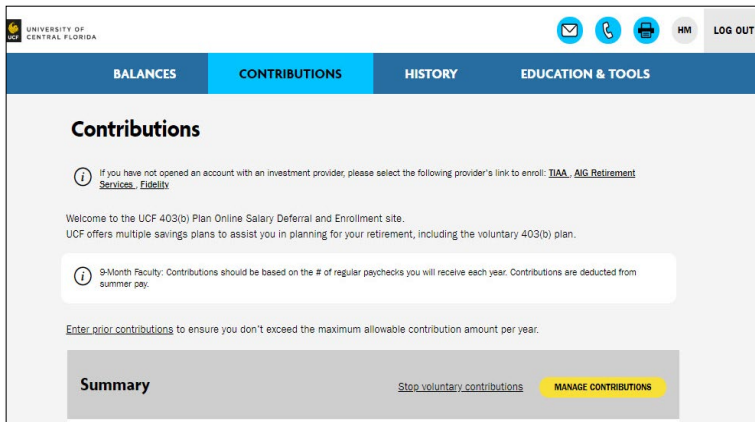 UCF
UNIVERSITY OF
CENTRAL FLORIDA
HM
LOG OUT
BALANCES CONTRIBUTIONS HISTORY EDUCATION & TOOLS
Contributions
If you have not opened an account with an investment provider, please select the following provider's link to enroll: TIAA , AIG Retirement
Services , Fidelity
Welcome to the UCF 403(b) Plan Online Salary Deferral and Enrollment site.
UCF offers multiple savings plans to assist you in planning for your retirement, including the voluntary 403(b) plan.
9-Month Faculty: Contributions should be based on the # of regular paychecks you will receive each year. Contributions are deducted from
summer pay.
Enter prior contributions to ensure you don't exceed the maximum allowable contribution amount per year.
Summary
Stop voluntary contributions
MANAGE CONTRIBUTIONS